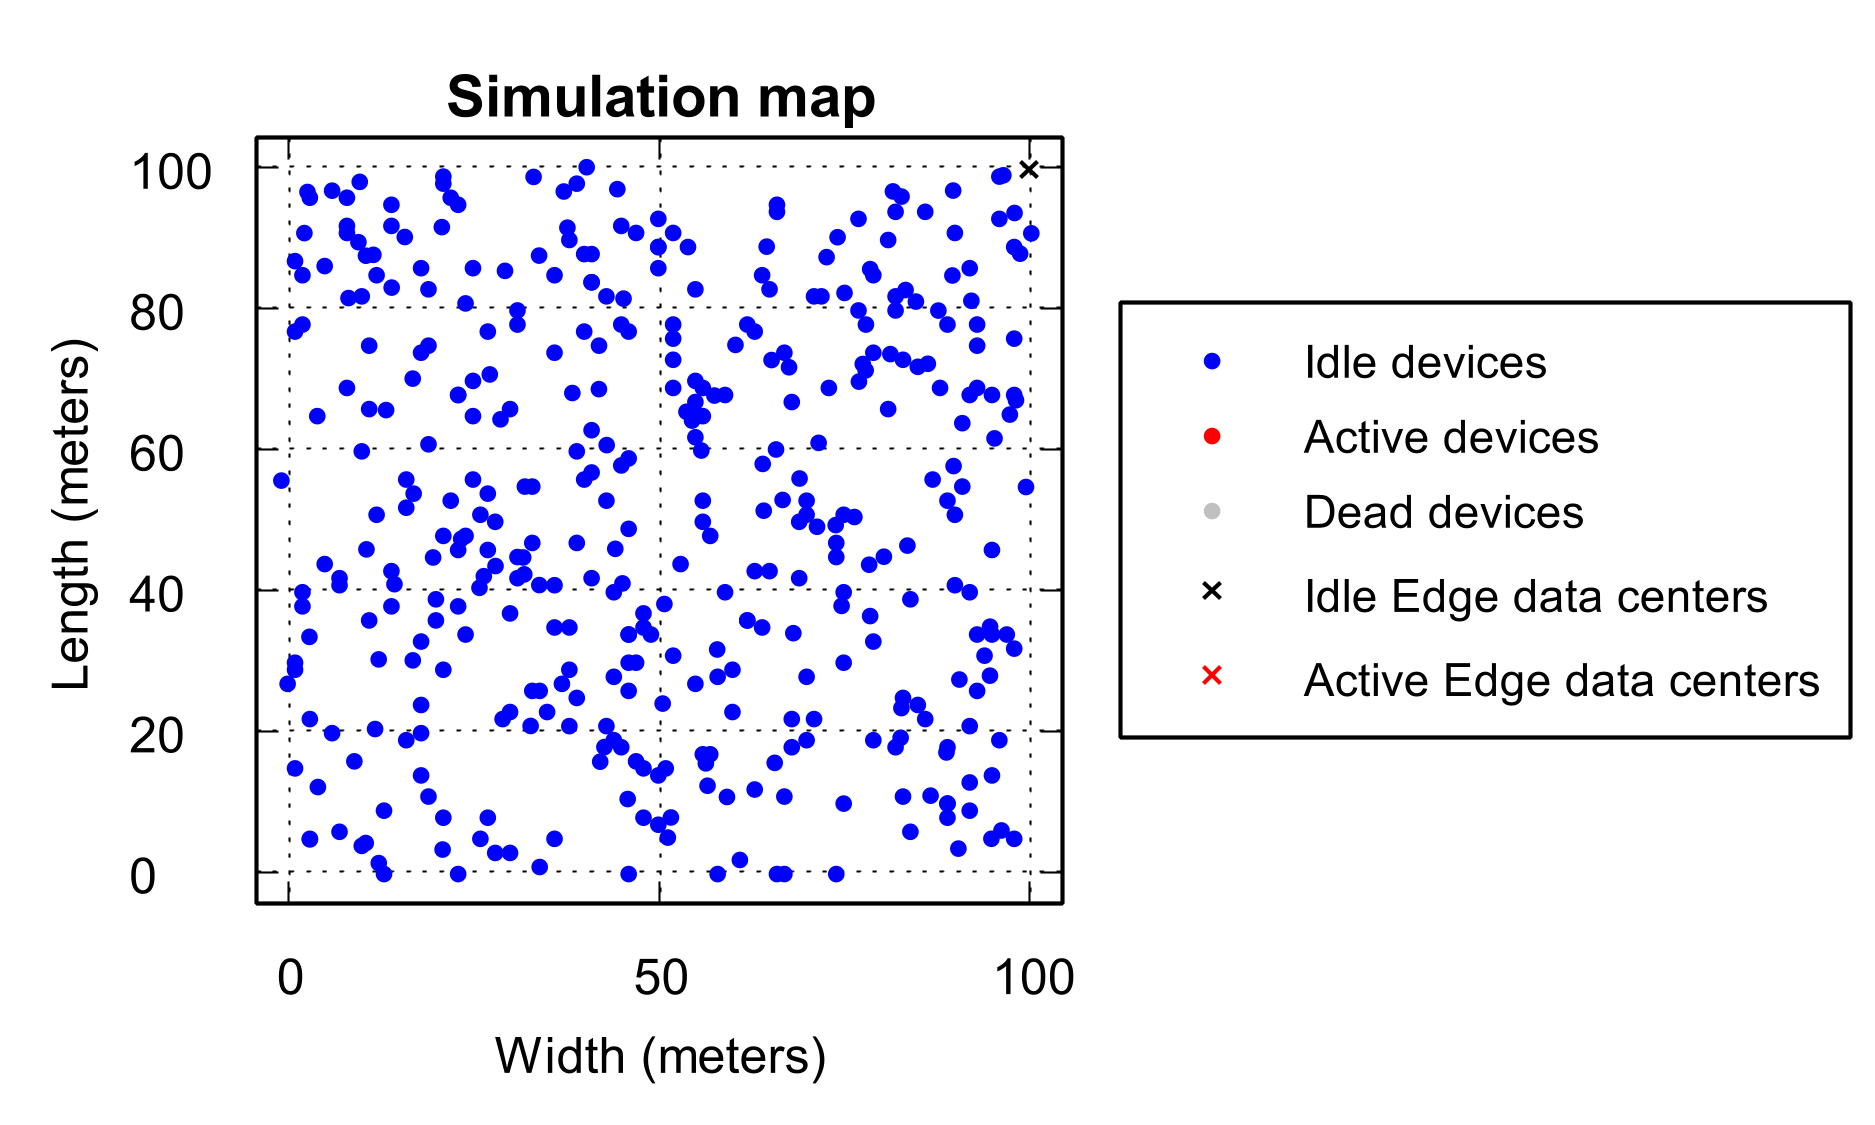 Simulation map
100
80
60
40
20
0
Length (meters)
0 50 100
Width (meters)
Idle devices
Active devices
Dead devices
Idle Edge data centers
Active Edge data centers